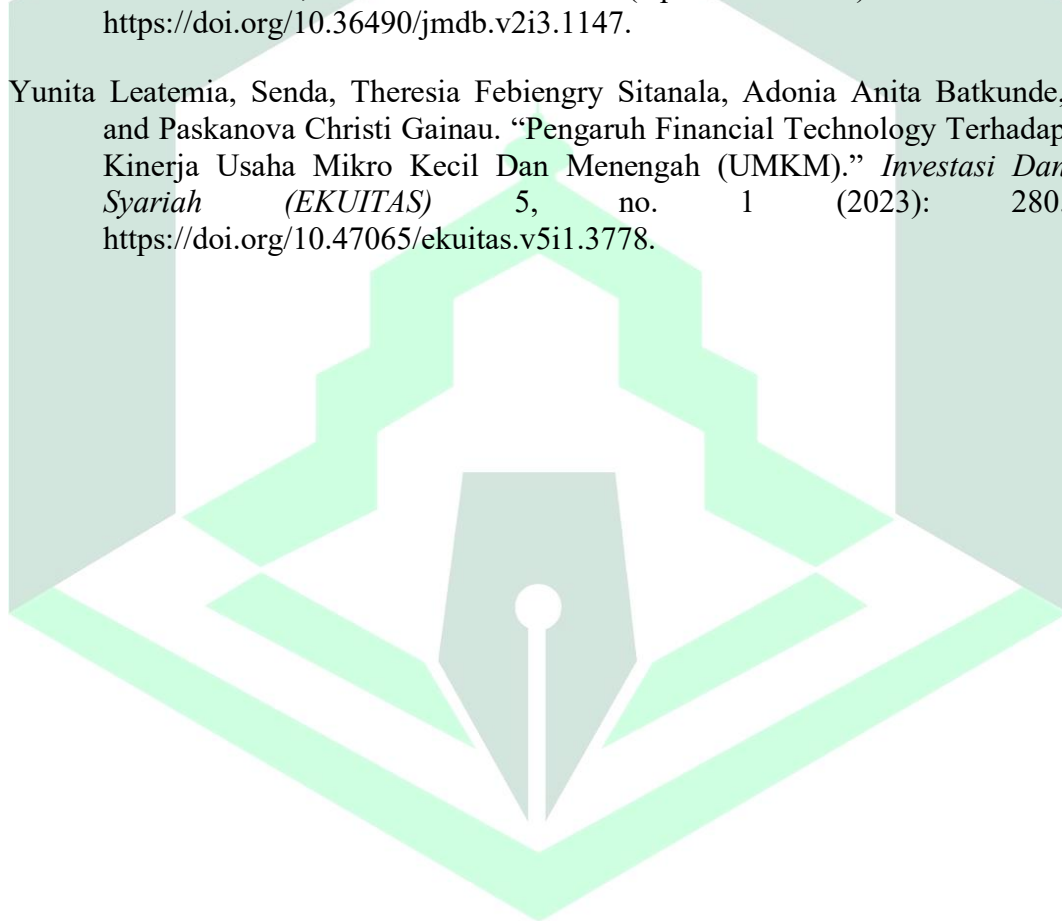 https://doi.org/10.36490/jmdb.v2i3.1147.
Yunita Leatemia, Senda, Theresia Febiengry Sitanala, Adonia Anita Batkunde,
and Paskanova Christi Gainau. “Pengaruh Financial Technology Terhadap
Kinerja Usaha Mikro Kecil Dan Menengah (UMKM).” Investasi Dan
Syariah (EKUITAS) 5, no. 1 (2023): 280.
https://doi.org/10.47065/ekuitas.v5i1.3778.